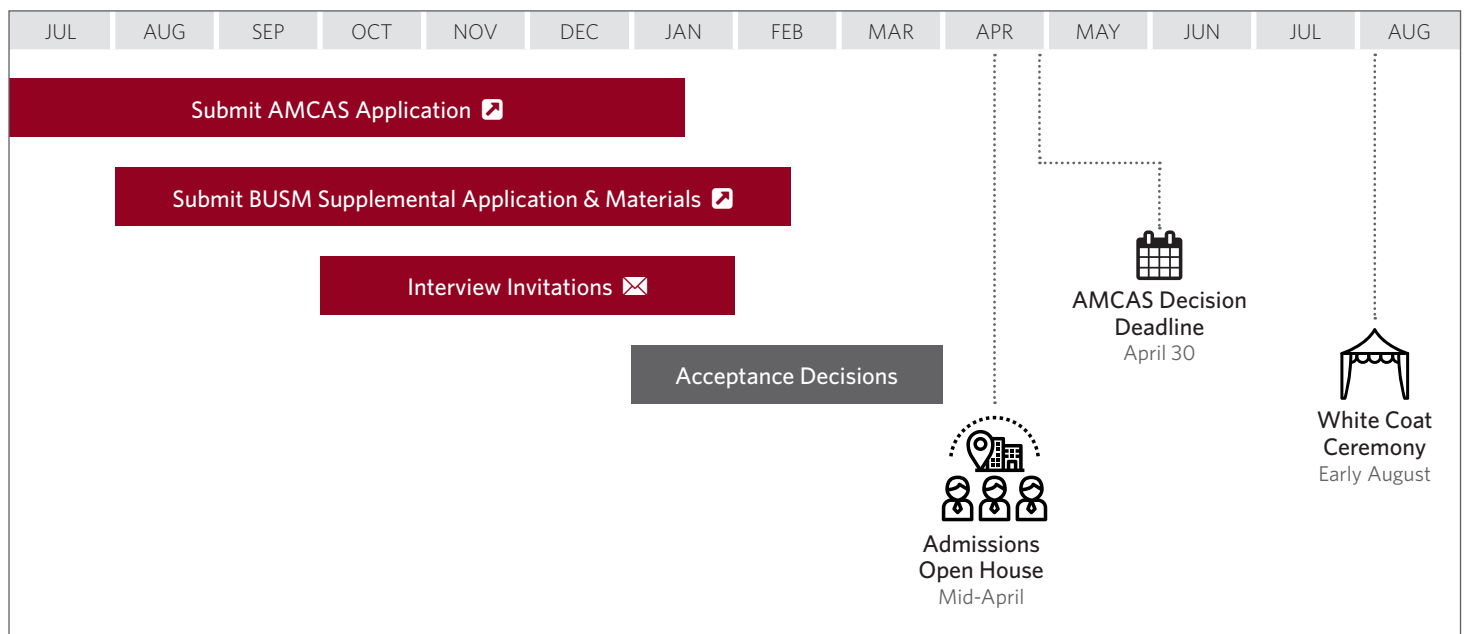 JUL AUG SEP OCT NOV DEC JAN FEB MAR APR MAY JUN JUL AUG
Submit AMCAS Application
Submit BUSM Supplemental Application & Materials
Interview Invitations
Acceptance Decisions
AMCAS Decision
Deadline
April 30
White Coat
Ceremony
Early August
Admissions
Open House
Mid-April